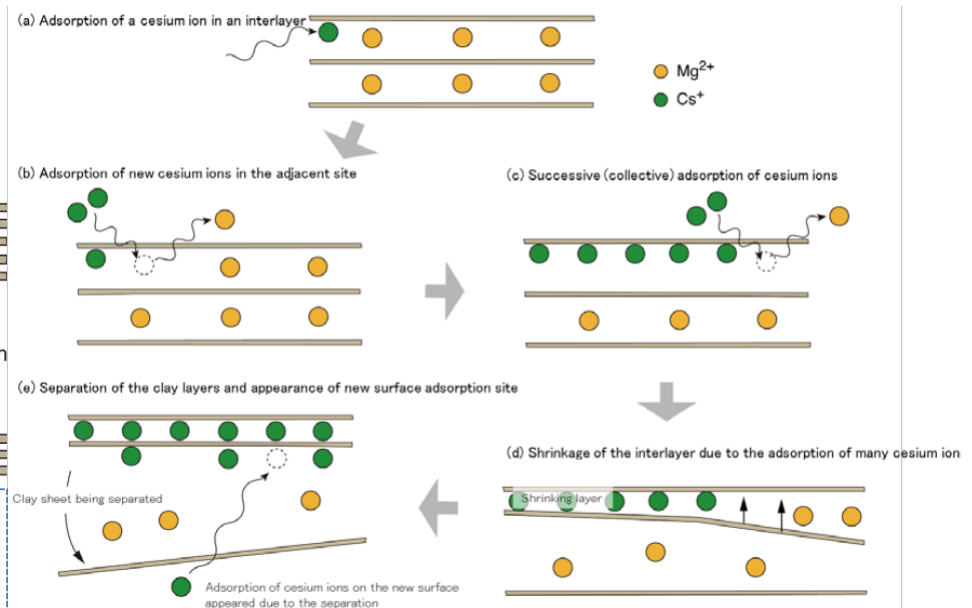 (a) Adsorption of a cesium ion in an interlayer
Mg2+
Cs+
(b) Adsorption of new cesium ions in the adjacent site
(c) Successive (collective) adsorption of cesium ions
n
(e) Separation of the clay layers and appearance of new surface adsorption site
(d) Shrinkage of the interlayer due to the adsorption of many cesium ion
Clay sheet being separated
Shrinking layer
Adsorption of cesium ions on the new surface
appeared due to the separation